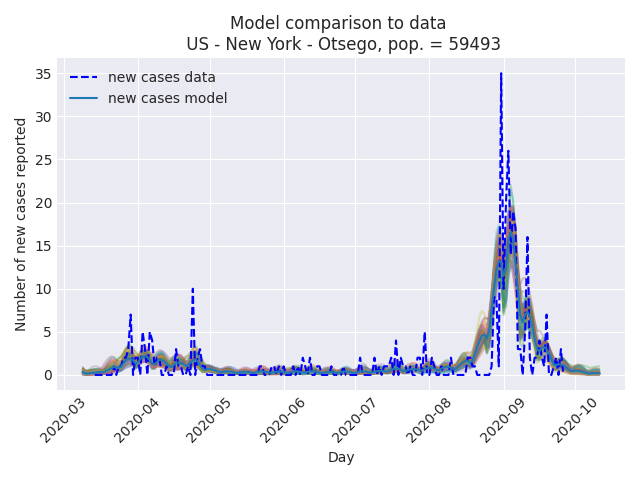 Model comparison to data
US - New York - Otsego, pop. = 59493
new cases data
new cases model
Number of new cases reported
35
30
25
20
15
10
5
0
2020-03
2020-04
2020-05
2020-06
2020-07
2020-08
2020-09
2020-10
Day